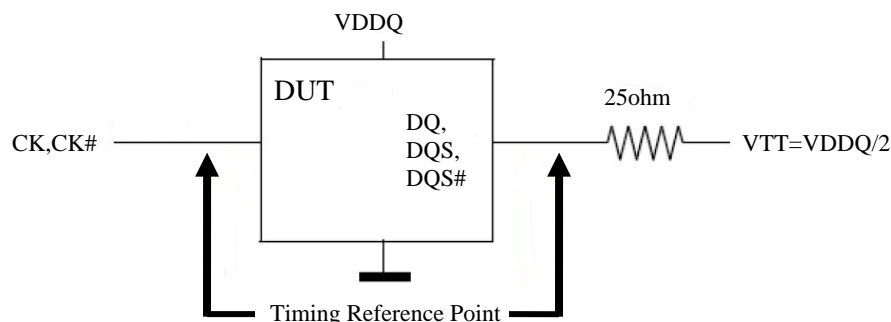 VDDQ
DUT
25ohm
CK,CK#
DQ,
DQS,
DQS#
VTT=VDDQ/2
Timing Reference Point